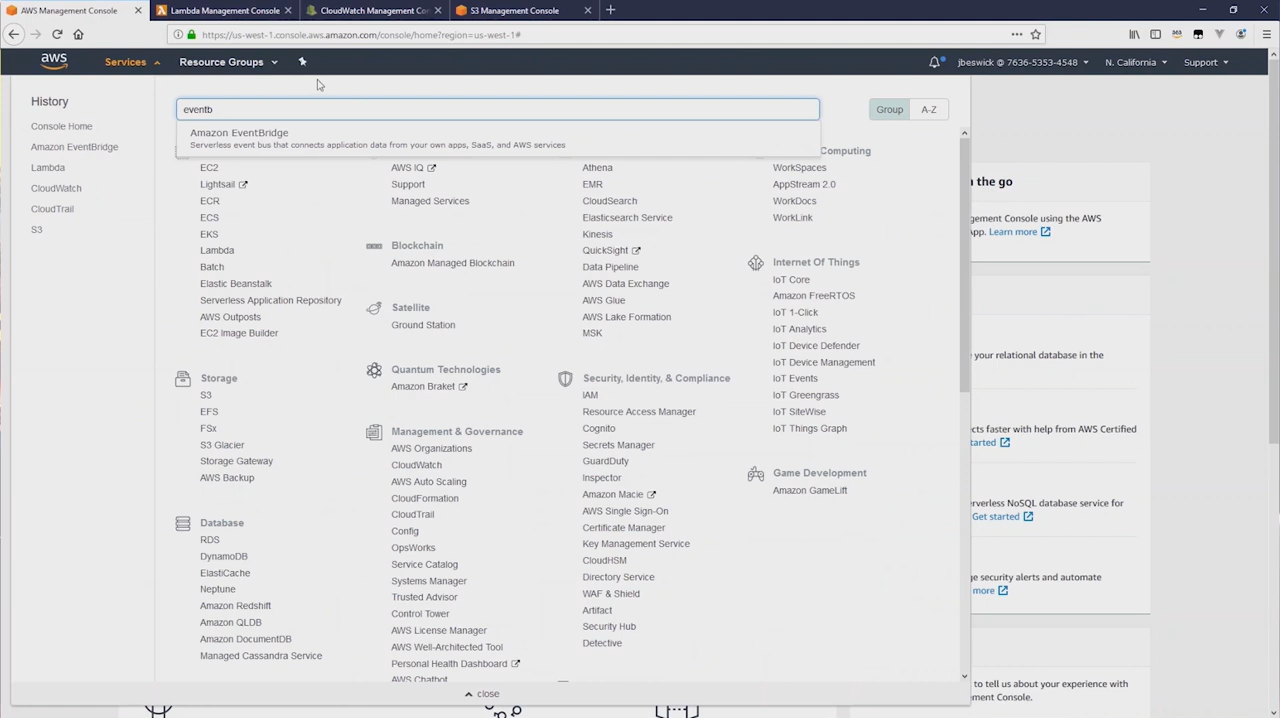 AWS Management Console
Lambda Management Console
CloudWatch Management Con
S3 Management Console
https://us-west-1.console.aws.amazon.com/console/home?region=us-west-1#
aws
Services
Resource Groups
jbeswick @ 7636-5353-4548
N. California
Support
History
Console Home
Amazon EventBridge
Lambda
CloudWatch
CloudTrail
S3
eventb
Group
A-Z
Amazon EventBridge
Serverless event bus that connects application data from your own apps, SaaS, and AWS services
EC2
Lightsail
ECR
ECS
EKS
Lambda
Batch
Elastic Beanstalk
Serverless Application Repository
AWS Outposts
EC2 Image Builder
Storage
S3
EFS
FSx
S3 Glacier
Storage Gateway
AWS Backup
Database
RDS
DynamoDB
ElastiCache
Neptune
Amazon Redshift
Amazon QLDB
Amazon DocumentDB
Managed Cassandra Service
AWS IQ
Support
Managed Services
Blockchain
Amazon Managed Blockchain
Satellite
Ground Station
Quantum Technologies
Amazon Braket
Management & Governance
AWS Organizations
CloudWatch
AWS Auto Scaling
CloudFormation
CloudTrail
Config
OpsWorks
Service Catalog
Systems Manager
Trusted Advisor
Control Tower
AWS License Manager
AWS Well-Architected Tool
Personal Health Dashboard
AWS Chatbot
Athena
EMR
CloudSearch
Elasticsearch Service
Kinesis
QuickSight
Data Pipeline
AWS Data Exchange
AWS Glue
AWS Lake Formation
MSK
Security, Identity, & Compliance
IAM
Resource Access Manager
Cognito
Secrets Manager
GuardDuty
Inspector
Amazon Macie
AWS Single Sign-On
Certificate Manager
Key Management Service
CloudHSM
Directory Service
WAF & Shield
Artifact
Security Hub
Detective
Computing
WorkSpaces
AppStream 2.0
WorkDocs
WorkLink
Internet Of Things
IoT Core
Amazon FreeRTOS
IoT 1-Click
IoT Analytics
IoT Device Defender
IoT Device Management
IoT Events
IoT Greengrass
IoT SiteWise
IoT Things Graph
Game Development
Amazon GameLift
close
n the go
agement Console using the AWS
App. Learn more
your relational database in the
cts faster with help from AWS Certified
tarted
verless NoSQL database service for
Get started
ge security alerts and automate
more
to tell us about your experience with
agement Console.